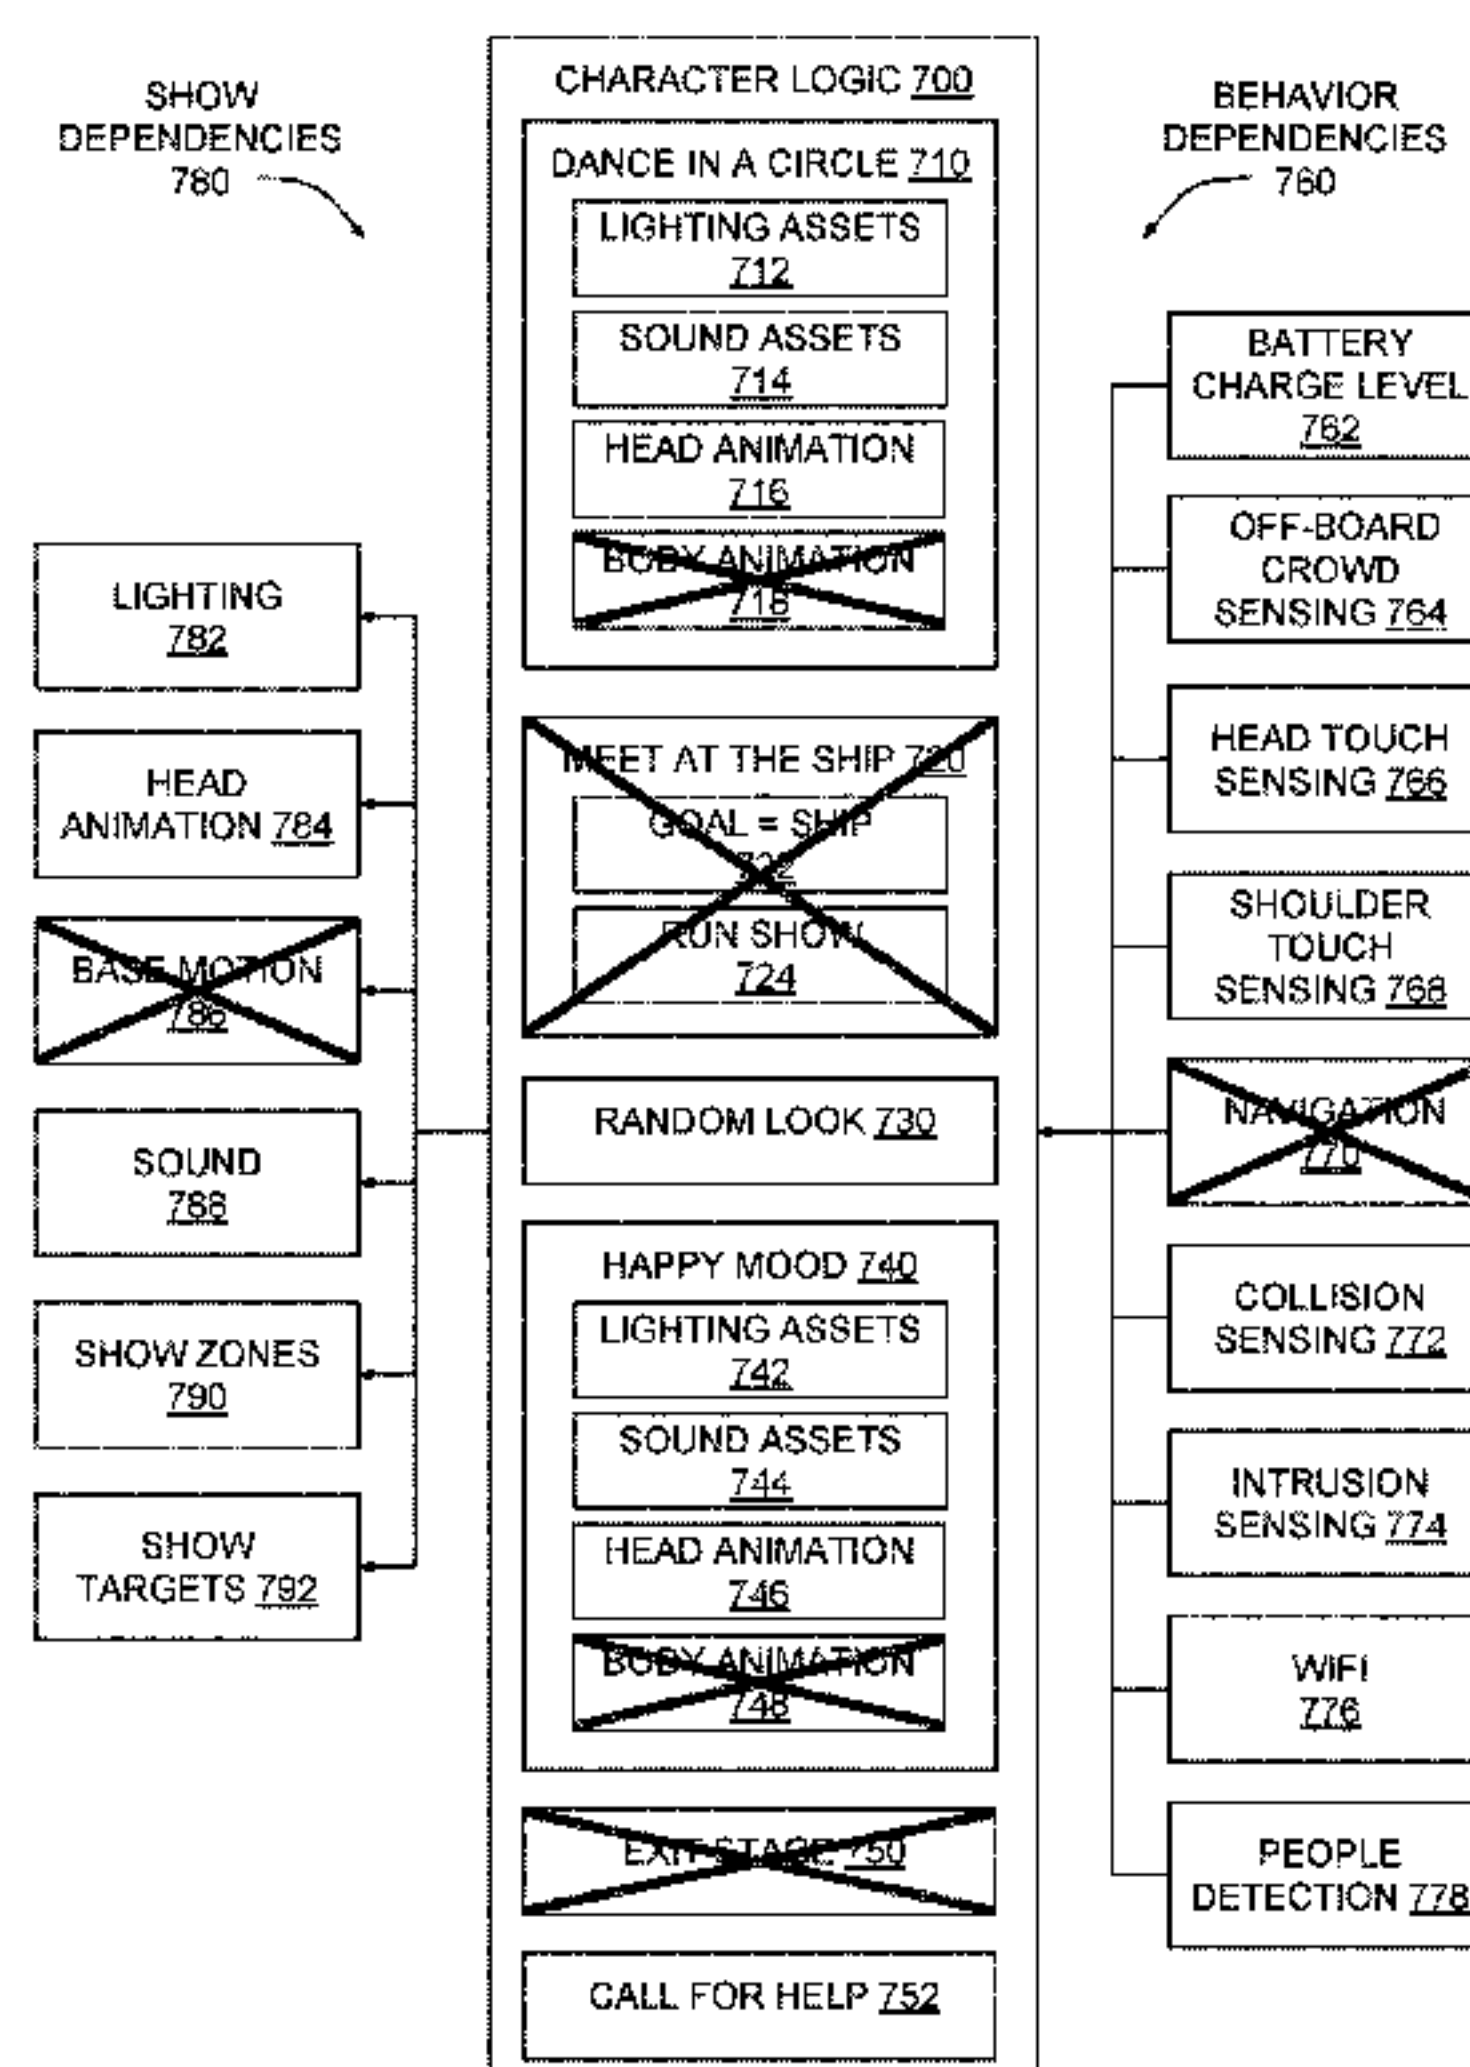 SHOW
DEPENDENCIES
780
LIGHTING
782
HEAD
ANIMATION 784
BASE MOTION
786
SOUND
788
SHOW ZONES
790
SHOW
TARGETS 792
CHARACTER LOGIC 700
DANCE IN A CIRCLE 710
LIGHTING ASSETS
712
SOUND ASSETS
714
HEAD ANIMATION
716
BODY ANIMATION
718
MEET AT THE SHIP 720
GOAL = SHIP
722
RUN SHOW
724
RANDOM LOOK 730
HAPPY MOOD 740
LIGHTING ASSETS
742
SOUND ASSETS
744
HEAD ANIMATION
746
BODY ANIMATION
748
EXIT STAGE 750
CALL FOR HELP 752
BEHAVIOR
DEPENDENCIES
760
BATTERY
CHARGE LEVEL
762
OFF-BOARD
CROWD
SENSING 764
HEAD TOUCH
SENSING 766
SHOULDER
TOUCH
SENSING 768
NAVIGATION
770
COLLISION
SENSING 772
INTRUSION
SENSING 774
WIFI
776
PEOPLE
DETECTION 778